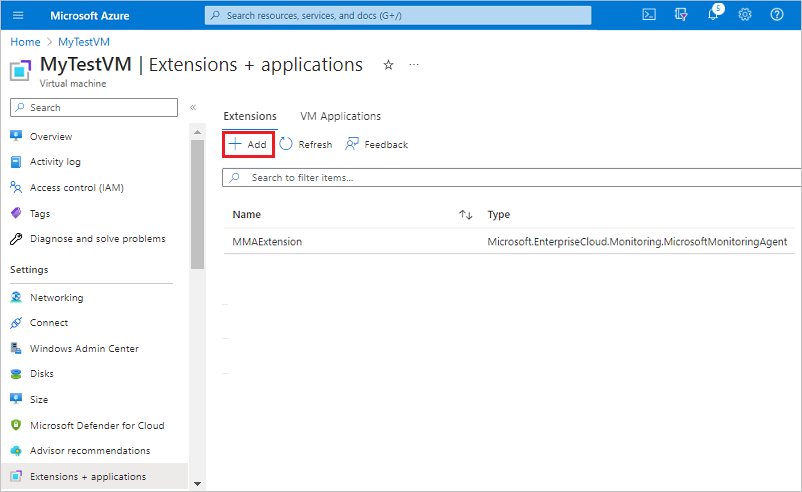 Microsoft Azure
Search resources, services, and docs (G+/)
5
Home > MyTestVM
MyTestVM | Extensions + applications
Virtual machine
Search
Overview
Activity log
Access control (IAM)
Tags
Diagnose and solve problems
Settings
Networking
Connect
Windows Admin Center
Disks
Size
Microsoft Defender for Cloud
Advisor recommendations
Extensions + applications
Extensions VM Applications
Add Refresh Feedback
Search to filter items...
Name Type
MMAExtension Microsoft.EnterpriseCloud.Monitoring.MicrosoftMonitoringAgent